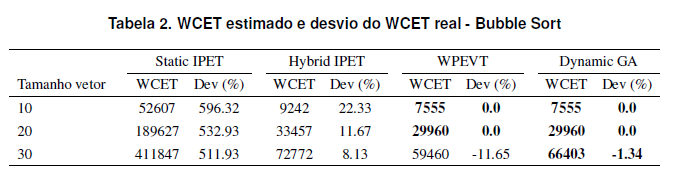 Tabela 2. WCET estimado e desvio do WCET real - Bubble Sort
Static IPET Hybrid IPET WPEVT Dynamic GA
Tamanho vetor WCET Dev (%) WCET Dev (%) WCET Dev (%) WCET Dev (%)
10 52607 596.32 9242 22.33 7555 0.0 7555 0.0
20 189627 532.93 33457 11.67 29960 0.0 29960 0.0
30 411847 511.93 72772 8.13 59460 -11.65 66403 -1.34